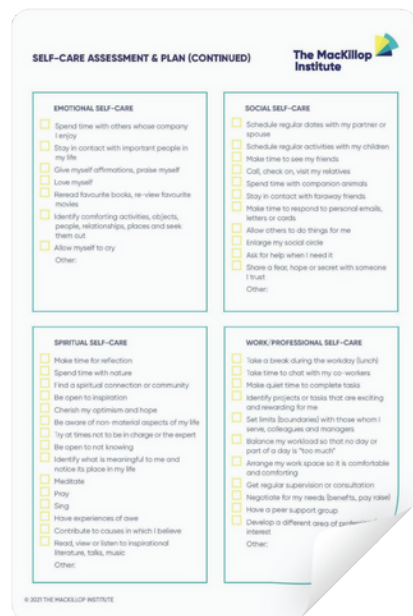 SELF-CARE ASSESSMENT & PLAN (CONTINUED)
The MacKillop
Institute
EMOTIONAL SELF-CARE
Spend time with others whose company
I enjoy
Stay in contact with important people in
my life
Give myself affirmations, praise myself
Love myself
Reread favourite books, re-view favourite
movies
Identify comforting activities, objects,
people, relationships, places and seek
them out
Allow myself to cry
Other:
SOCIAL SELF-CARE
Schedule regular dates with my partner or
spouse
Schedule regular activities with my children
Make time to see my friends
Call, check on, visit my relatives
Spend time with companion animals
Stay in contact with faraway friends
Make time to respond to personal emails,
letters or cards
Allow others to do things for me
Enlarge my social circle
Ask for help when I need it
Share a fear, hope or secret with someone
I trust
Other:
SPIRITUAL SELF-CARE
Make time for reflection
Spend time with nature
Find a spiritual connection or community
Be open to inspiration
Cherish my optimism and hope
Be aware of non-material aspects of my life
Try at times not to be in charge or the expert
Be open to not knowing
Identify what is meaningful to me and
notice its place in my life
Meditate
Pray
Sing
Have experiences of awe
Contribute to causes in which I believe
Read, view or listen to inspirational
literature, talks, music
Other:
WORK/PROFESSIONAL SELF-CARE
Take a break during the workday (lunch)
Take time to chat with my co-workers
Make quiet time to complete tasks
Identify projects or tasks that are exciting
and rewarding for me
Set limits (boundaries) with those whom I
serve, colleagues and managers
Balance my workload so that no day or
part of a day is "too much"
Arrange my work space so it is comfortable
and comforting
Get regular supervision or consultation
Negotiate for my needs (benefits, pay raise)
Have a peer support group
Develop a different area of
interest
Other:
© 2021 THE MACKILLOP INSTITUTE